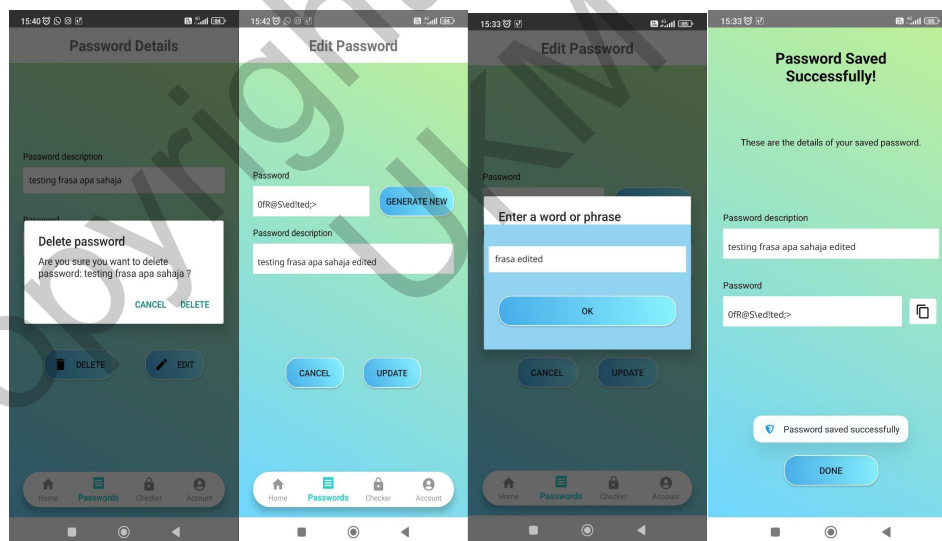 15:40
Password Details
Password description
testing frasa apa sahaja
Password
Delete password
Are you sure you want to delete
password: testing frasa apa sahaja ?
CANCEL DELETE
DELETE EDIT
Home Passwords Checker Account
15:42
Edit Password
Password
0fR@S\ed!ted;>
GENERATE NEW
Password description
testing frasa apa sahaja edited
CANCEL UPDATE
Home Passwords Checker Account
15:33
Edit Password
Password
Enter a word or phrase
frasa edited
OK
CANCEL UPDATE
Home Passwords Checker Account
15:33
Password Saved
Successfully!
These are the details of your saved password.
Password description
testing frasa apa sahaja edited
Password
0fR@S\ed!ted;>
Password saved successfully
DONE
UKM